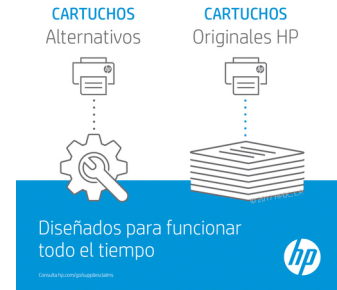 CARTUCHOS
Alternativos
CARTUCHOS
Originales HP
Diseñados para funcionar
todo el tiempo
hp